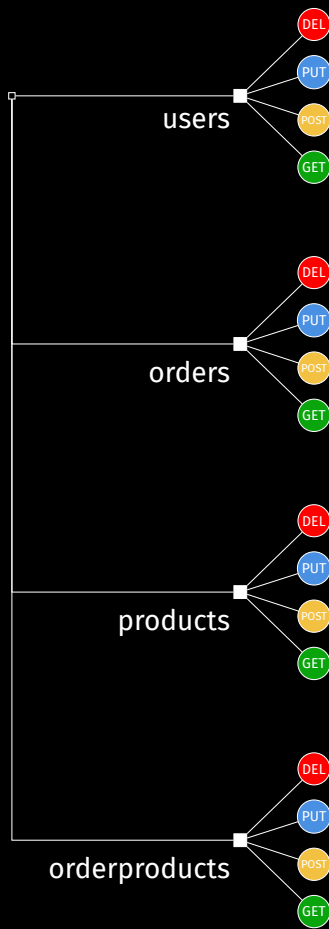 DEL
PUT
users
POST
GET
DEL
PUT
orders
POST
GET
DEL
PUT
products
POST
GET
DEL
PUT
orderproducts
POST
GET